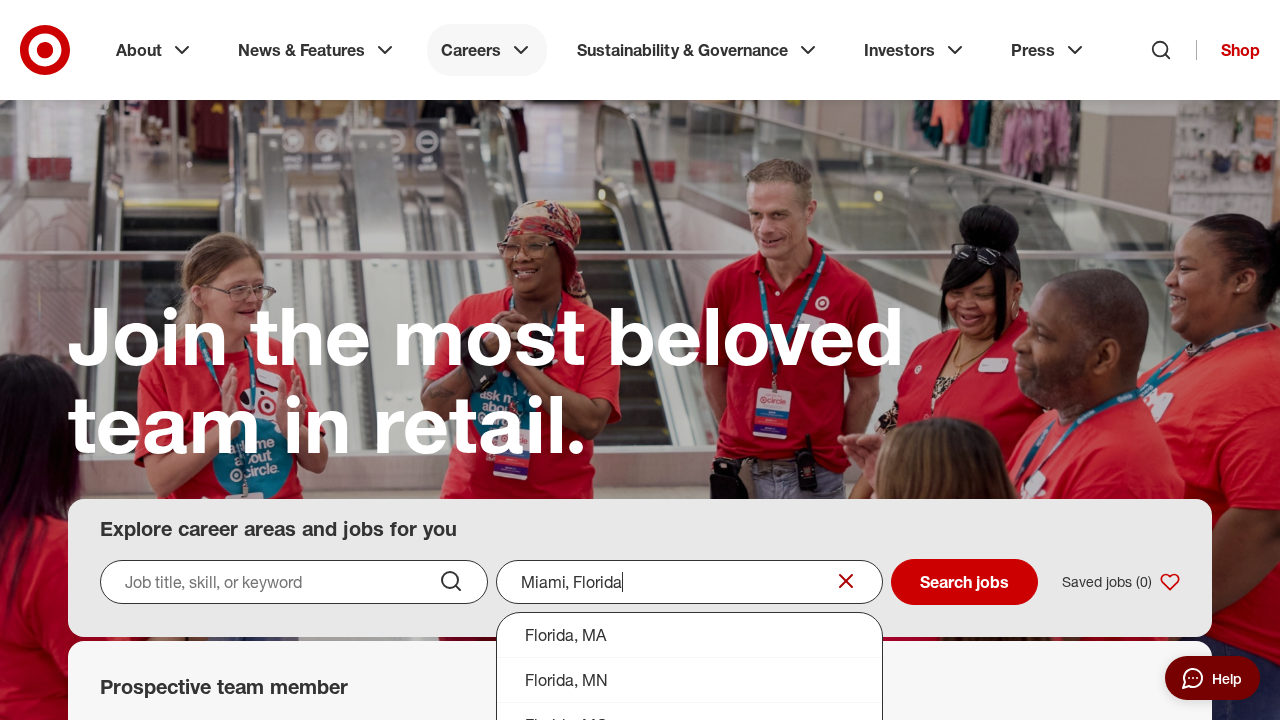 About
News & Features
Careers
Sustainability & Governance
Investors
Press
Shop
Join the most beloved
team in retail.
Explore career areas and jobs for you
Job title, skill, or keyword
Miami, Florida
Search jobs
Saved jobs (0)
Florida, MA
Florida, MN
Prospective team member
Help